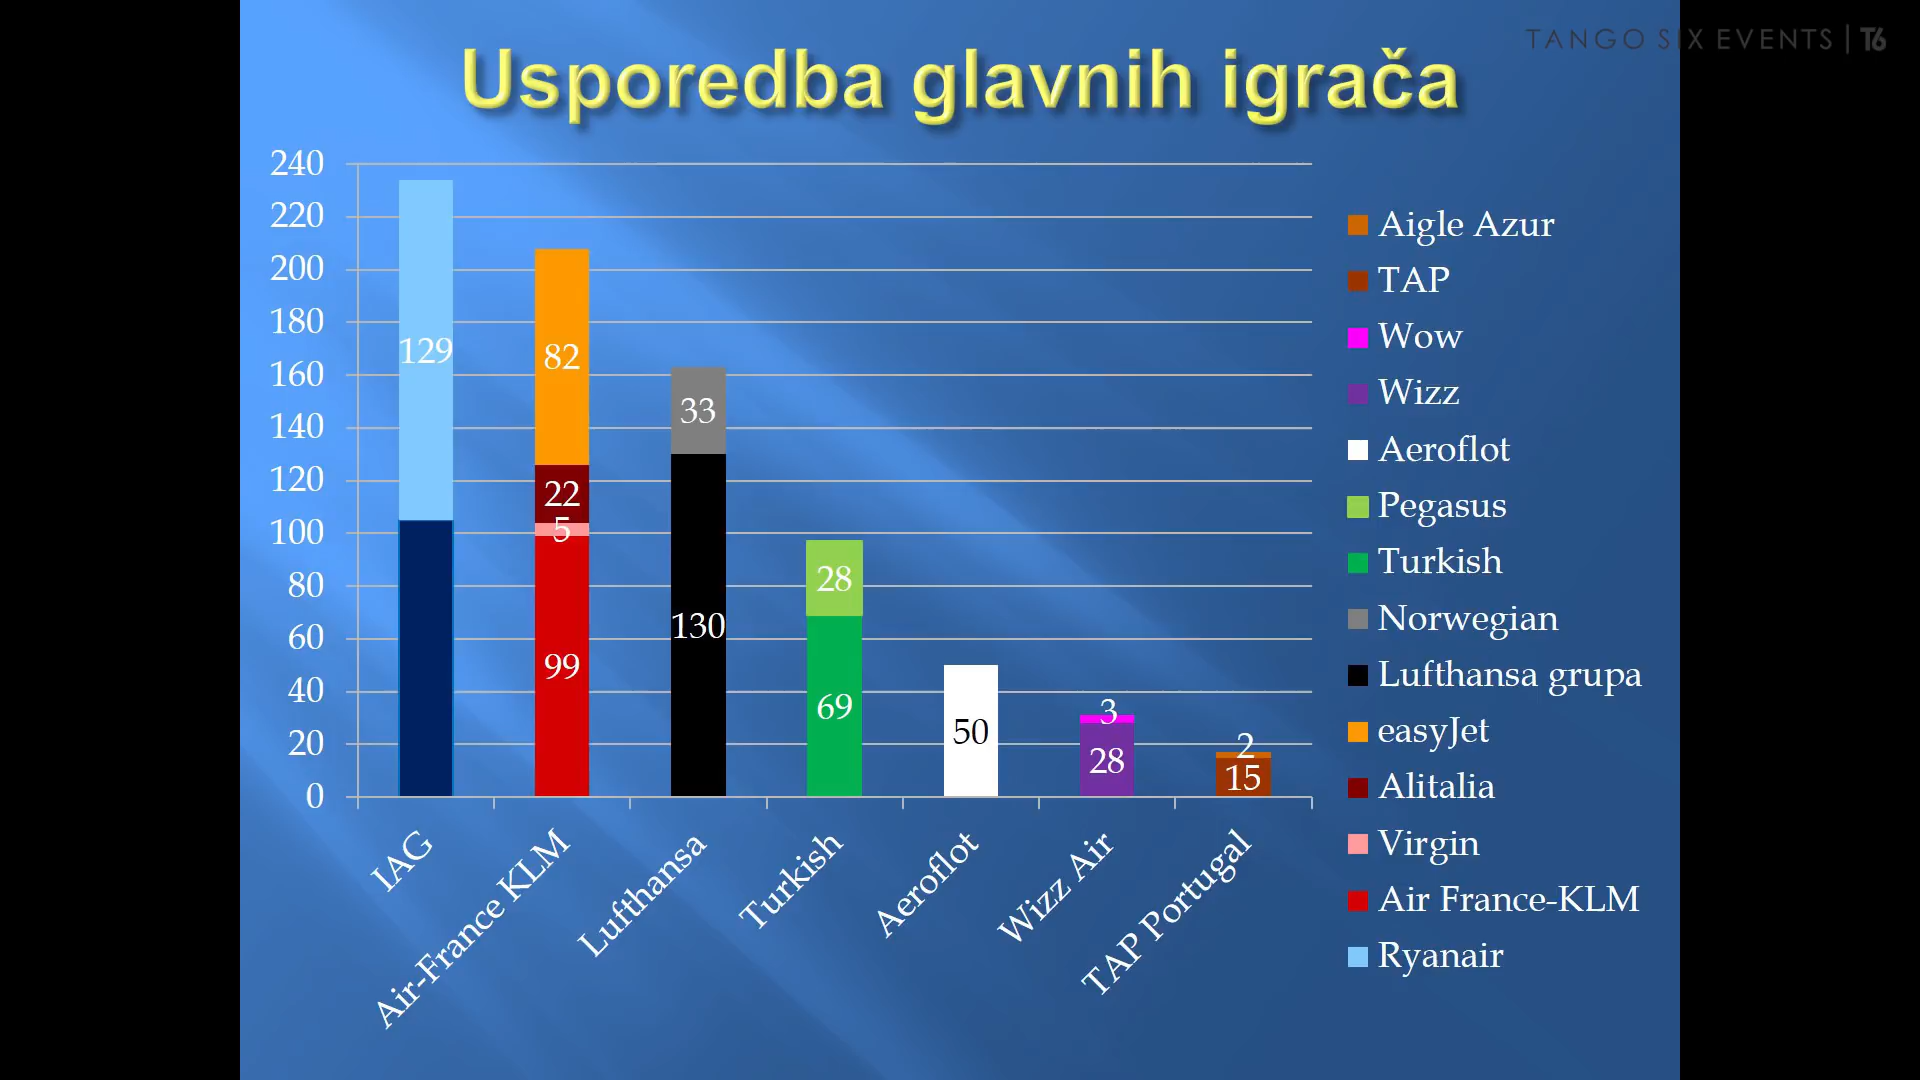 TANGO SIX EVENTS | T6
Usporedba glavnih igrača
240
220
200
180
160
140
120
100
80
60
40
20
0
129
82
22
5
99
33
130
28
69
50
3
28
2
15
IAG
Air-France KLM
Lufthansa
Turkish
Aeroflot
Wizz Air
TAP Portugal
Aigle Azur
TAP
Wow
Wizz
Aeroflot
Pegasus
Turkish
Norwegian
Lufthansa grupa
easyJet
Alitalia
Virgin
Air France-KLM
Ryanair